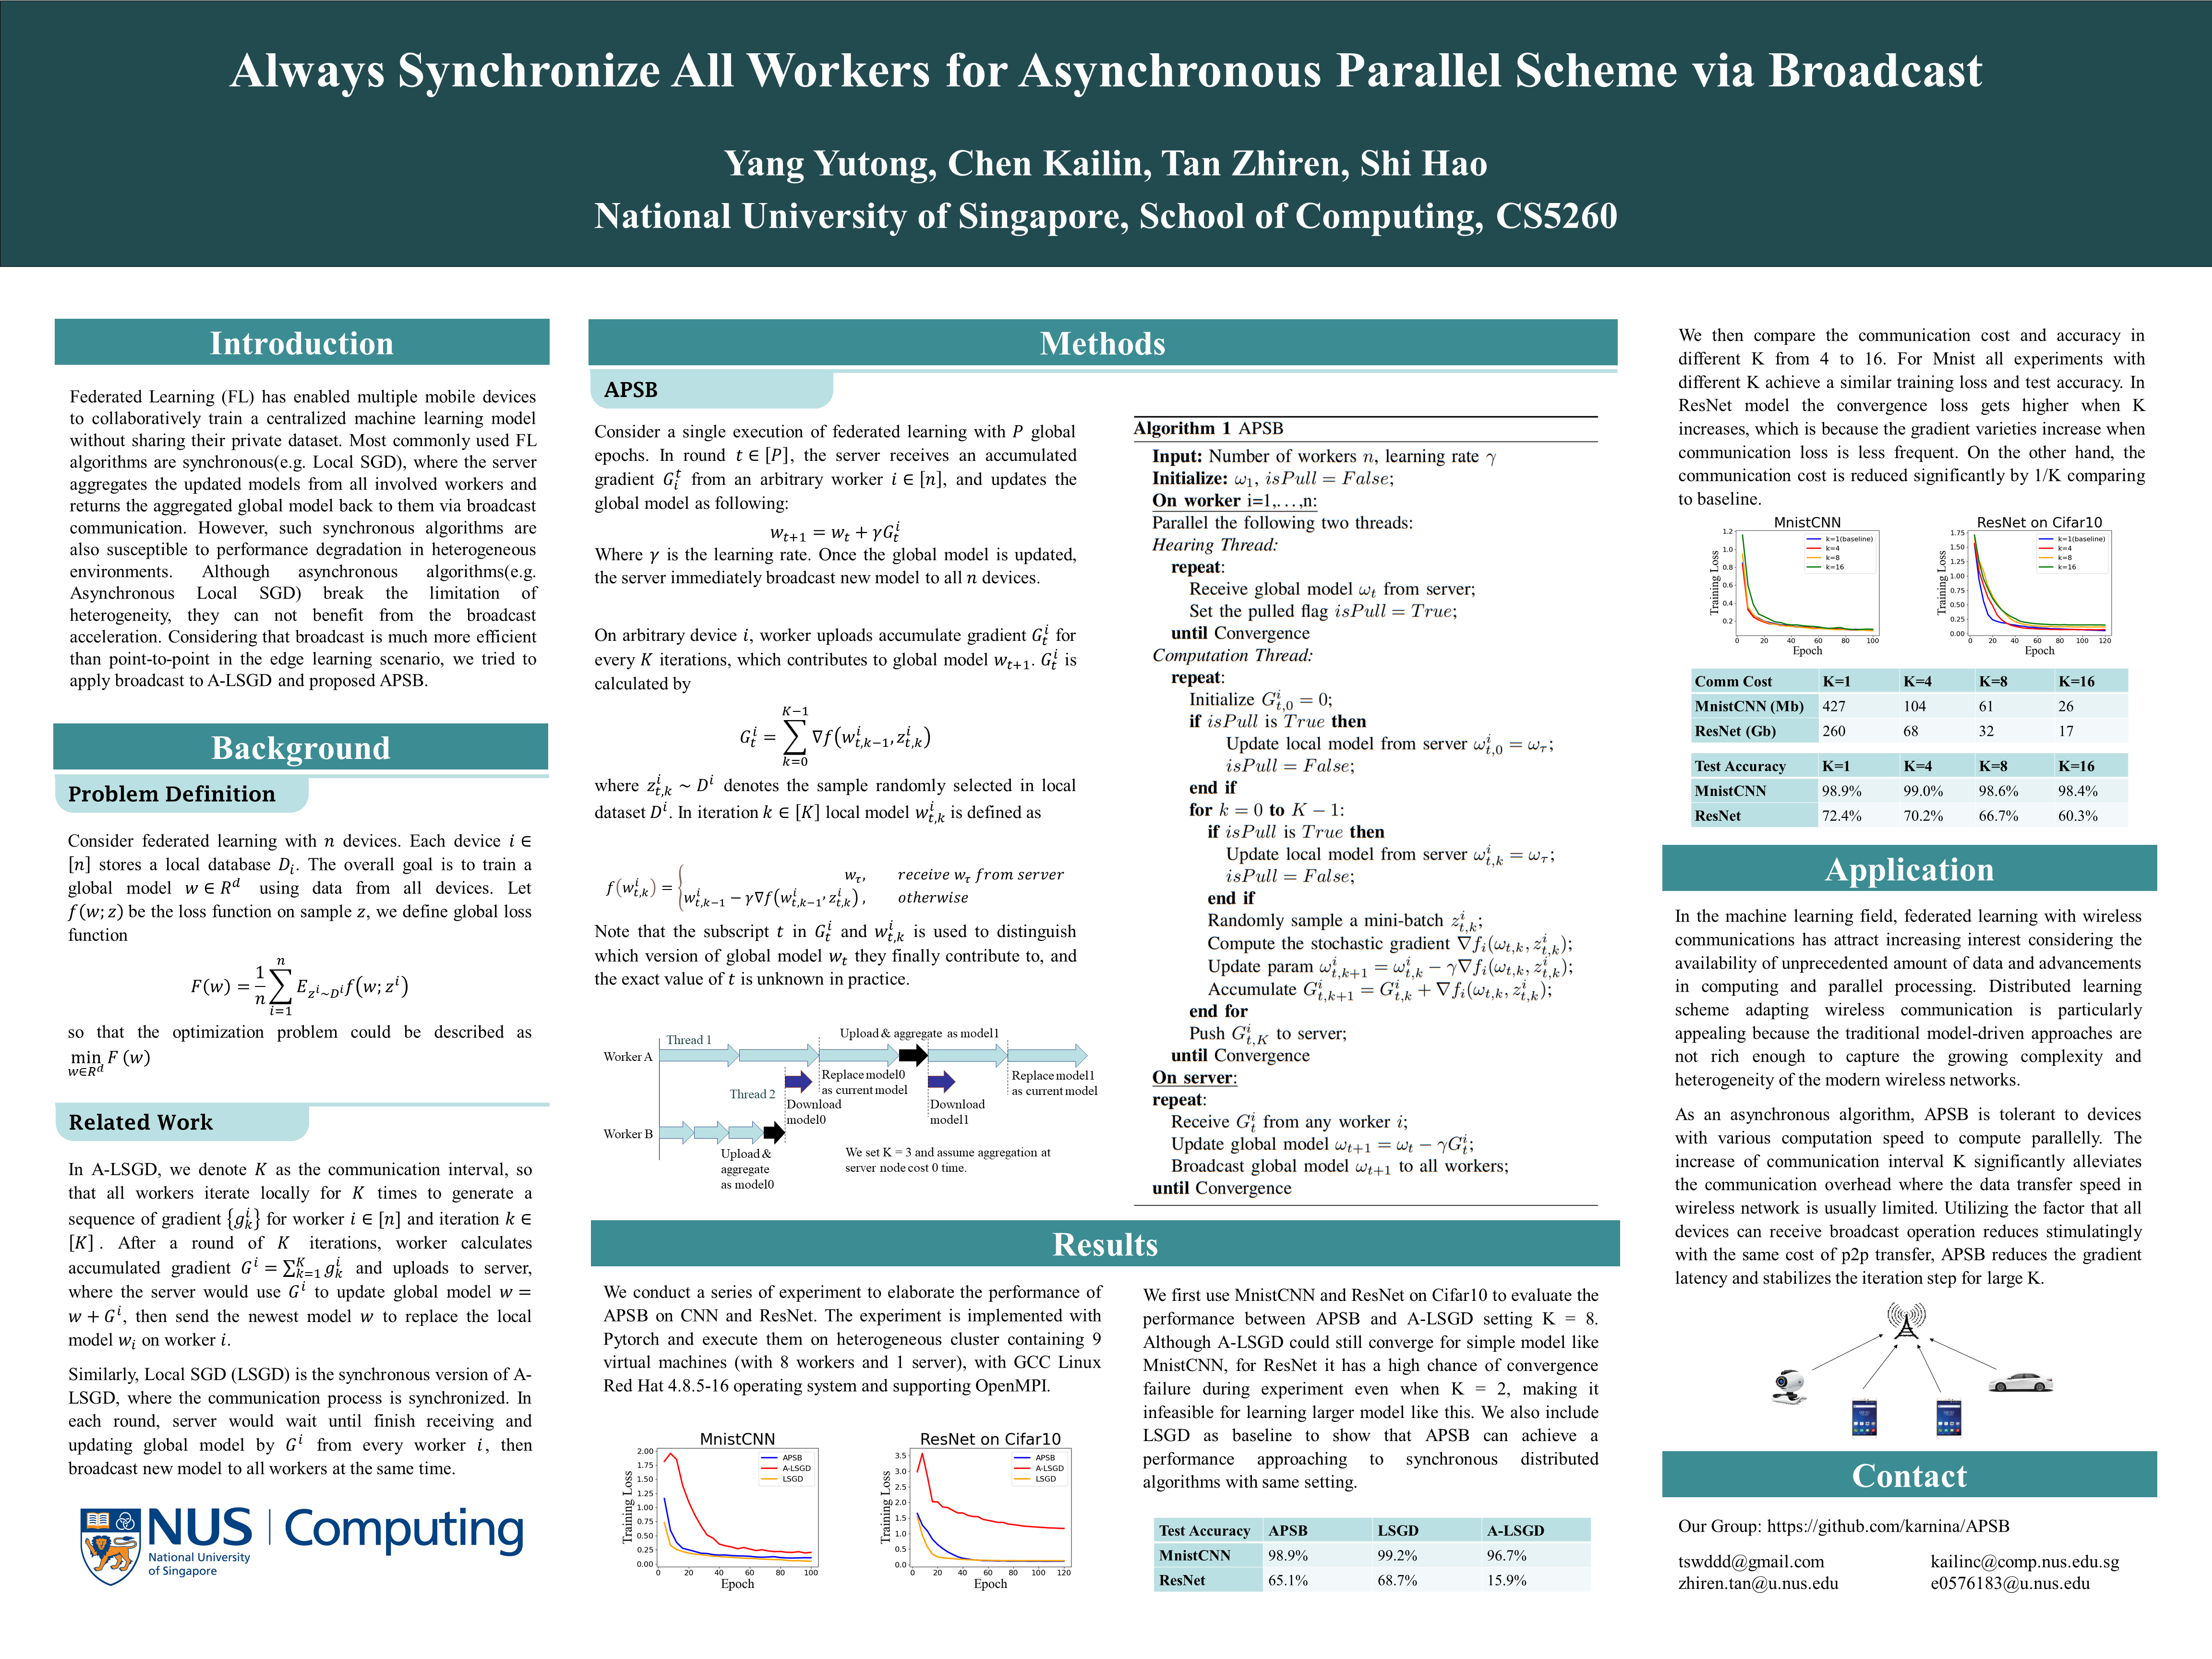 Always Synchronize All Workers for Asynchronous Parallel Scheme via Broadcast
Yang Yutong, Chen Kailin, Tan Zhiren, Shi Hao
National University of Singapore, School of Computing, CS5260
Introduction
Federated Learning (FL) has enabled multiple mobile devices
to collaboratively train a centralized machine learning model
without sharing their private dataset. Most commonly used FL
algorithms are synchronous(e.g. Local SGD), where the server
aggregates the updated models from all involved workers and
returns the aggregated global model back to them via broadcast
communication. However, such synchronous algorithms are
also susceptible to performance degradation in heterogeneous
environments. Although asynchronous algorithms(e.g.
Asynchronous Local SGD) break the limitation of
heterogeneity, they can not benefit from the broadcast
acceleration. Considering that broadcast is much more efficient
than point-to-point in the edge learning scenario, we tried to
apply broadcast to A-LSGD and proposed APSB.
Background
Problem Definition
Consider federated learning with n devices. Each device i ∈
[n] stores a local database D_i. The overall goal is to train a
global model w ∈ R^d using data from all devices. Let
f(w; z) be the loss function on sample z, we define global loss
function
F(w) = 1/n ∑_{i=1}^{n} E_{z^i~D^i} f(w; z^i)
so that the optimization problem could be described as
min_{w∈R^d} F (w)
Related Work
In A-LSGD, we denote K as the communication interval, so
that all workers iterate locally for K times to generate a
sequence of gradient {g_k^i} for worker i ∈ [n] and iteration k ∈
[K] . After a round of K iterations, worker calculates
accumulated gradient G^i = ∑_{k=1}^{K} g_k^i and uploads to server,
where the server would use G^i to update global model w =
w + G^i, then send the newest model w to replace the local
model w_i on worker i.
Similarly, Local SGD (LSGD) is the synchronous version of A-
LSGD, where the communication process is synchronized. In
each round, server would wait until finish receiving and
updating global model by G^i from every worker i, then
broadcast new model to all workers at the same time.
NUS | Computing
National University
of Singapore
Methods
APSB
Consider a single execution of federated learning with P global
epochs. In round t ∈ [P], the server receives an accumulated
gradient G_i^t from an arbitrary worker i ∈ [n], and updates the
global model as following:
w_{t+1} = w_t + γG_t^i
Where γ is the learning rate. Once the global model is updated,
the server immediately broadcast new model to all n devices.
On arbitrary device i, worker uploads accumulate gradient G_t^i for
every K iterations, which contributes to global model w_{t+1}. G_t^i is
calculated by
G_t^i = ∑_{k=0}^{K−1} ∇f(w_{t,k−1}^i, z_{t,k}^i)
where z_{t,k}^i ~ D^i denotes the sample randomly selected in local
dataset D^i. In iteration k ∈ [K] local model w_{t,k}^i is defined as
f(w_{t,k}^i) = { w_τ, receive w_τ from server
w_{t,k−1}^i − γ∇f(w_{t,k−1}^i, z_{t,k}^i) , otherwise
Note that the subscript t in G_t^i and w_{t,k}^i is used to distinguish
which version of global model w_t they finally contribute to, and
the exact value of t is unknown in practice.
Thread 1
Upload & aggregate as model1
Worker A
Replace model0
as current model
Replace model1
as current model
Thread 2
Download
model0
Download
model1
Worker B
Upload &
aggregate
as model0
We set K = 3 and assume aggregation at
server node cost 0 time.
Algorithm 1 APSB
Input: Number of workers n, learning rate γ
Initialize: ω_1, isPull = False;
On worker i=1,...,n:
Parallel the following two threads:
Hearing Thread:
repeat:
Receive global model ω_t from server;
Set the pulled flag isPull = True;
until Convergence
Computation Thread:
repeat:
Initialize G_{t,0}^i = 0;
if isPull is True then
Update local model from server ω_{t,0}^i = ω_τ;
isPull = False;
end if
for k = 0 to K − 1:
if isPull is True then
Update local model from server ω_{t,k}^i = ω_τ;
isPull = False;
end if
Randomly sample a mini-batch z_{t,k}^i;
Compute the stochastic gradient ∇f_i(ω_{t,k}, z_{t,k}^i);
Update param ω_{t,k+1}^i = ω_{t,k}^i − γ∇f_i(ω_{t,k}, z_{t,k}^i);
Accumulate G_{t,k+1}^i = G_{t,k}^i + ∇f_i(ω_{t,k}, z_{t,k}^i);
end for
Push G_{t,K}^i to server;
until Convergence
On server:
repeat:
Receive G_t^i from any worker i;
Update global model ω_{t+1} = ω_t − γG_t^i;
Broadcast global model ω_{t+1} to all workers;
until Convergence
Results
We conduct a series of experiment to elaborate the performance of
APSB on CNN and ResNet. The experiment is implemented with
Pytorch and execute them on heterogeneous cluster containing 9
virtual machines (with 8 workers and 1 server), with GCC Linux
Red Hat 4.8.5-16 operating system and supporting OpenMPI.
MnistCNN
Training Loss
2.00
1.75
1.50
1.25
1.00
0.75
0.50
0.25
0.00
APSB
A-LSGD
LSGD
0 20 40 60 80 100
Epoch
ResNet on Cifar10
Training Loss
3.5
3.0
2.5
2.0
1.5
1.0
0.5
0.0
APSB
A-LSGD
LSGD
0 20 40 60 80 100 120
Epoch
We first use MnistCNN and ResNet on Cifar10 to evaluate the
performance between APSB and A-LSGD setting K = 8.
Although A-LSGD could still converge for simple model like
MnistCNN, for ResNet it has a high chance of convergence
failure during experiment even when K = 2, making it
infeasible for learning larger model like this. We also include
LSGD as baseline to show that APSB can achieve a
performance approaching to synchronous distributed
algorithms with same setting.
Test Accuracy APSB LSGD A-LSGD
MnistCNN 98.9% 99.2% 96.7%
ResNet 65.1% 68.7% 15.9%
We then compare the communication cost and accuracy in
different K from 4 to 16. For Mnist all experiments with
different K achieve a similar training loss and test accuracy. In
ResNet model the convergence loss gets higher when K
increases, which is because the gradient varieties increase when
communication loss is less frequent. On the other hand, the
communication cost is reduced significantly by 1/K comparing
to baseline.
MnistCNN
Training Loss
1.2
1.0
0.8
0.6
0.4
0.2
k=1(baseline)
k=4
k=8
k=16
0 20 40 60 80 100
Epoch
ResNet on Cifar10
Training Loss
1.75
1.50
1.25
1.00
0.75
0.50
0.25
0.00
k=1(baseline)
k=4
k=8
k=16
0 20 40 60 80 100 120
Epoch
Comm Cost K=1 K=4 K=8 K=16
MnistCNN (Mb) 427 104 61 26
ResNet (Gb) 260 68 32 17
Test Accuracy K=1 K=4 K=8 K=16
MnistCNN 98.9% 99.0% 98.6% 98.4%
ResNet 72.4% 70.2% 66.7% 60.3%
Application
In the machine learning field, federated learning with wireless
communications has attract increasing interest considering the
availability of unprecedented amount of data and advancements
in computing and parallel processing. Distributed learning
scheme adapting wireless communication is particularly
appealing because the traditional model-driven approaches are
not rich enough to capture the growing complexity and
heterogeneity of the modern wireless networks.
As an asynchronous algorithm, APSB is tolerant to devices
with various computation speed to compute parallelly. The
increase of communication interval K significantly alleviates
the communication overhead where the data transfer speed in
wireless network is usually limited. Utilizing the factor that all
devices can receive broadcast operation reduces stimulatingly
with the same cost of p2p transfer, APSB reduces the gradient
latency and stabilizes the iteration step for large K.
Contact
Our Group: https://github.com/karnina/APSB
tswddd@gmail.com kailinc@comp.nus.edu.sg
zhiren.tan@u.nus.edu e0576183@u.nus.edu